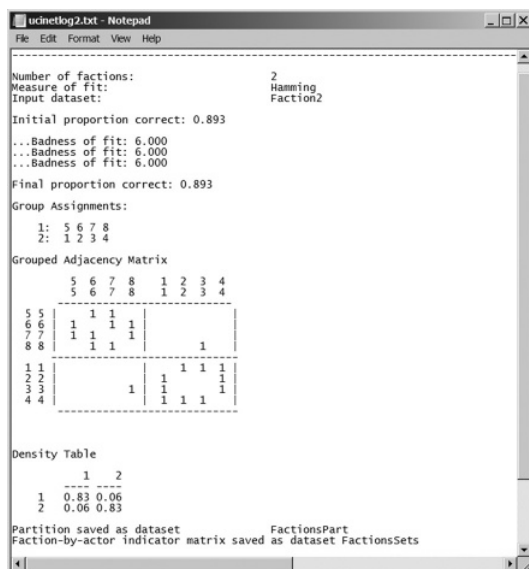 ucinetlog2.txt - Notepad
File Edit Format View Help
--------------------------------------------------------------------------------
Number of factions: 2
Measure of fit: Hamming
Input dataset: Faction2
Initial proportion correct: 0.893
...Badness of fit: 6.000
...Badness of fit: 6.000
...Badness of fit: 6.000
Final proportion correct: 0.893
Group Assignments:
1: 5 6 7 8
2: 1 2 3 4
Grouped Adjacency Matrix
5 6 7 8 1 2 3 4
5 6 7 8 1 2 3 4
-----------------------------
5 5 | 1 1 | |
6 6 | 1 1 1 | |
7 7 | 1 1 1 | |
8 8 | 1 1 | 1 |
-----------------------------
1 1 | | 1 1 1 |
2 2 | | 1 1 |
3 3 | 1 | 1 1 |
4 4 | | 1 1 1 |
-----------------------------
Density Table
1 2
---- ----
1 0.83 0.06
2 0.06 0.83
Partition saved as dataset FactionsPart
Faction-by-actor indicator matrix saved as dataset FactionsSets